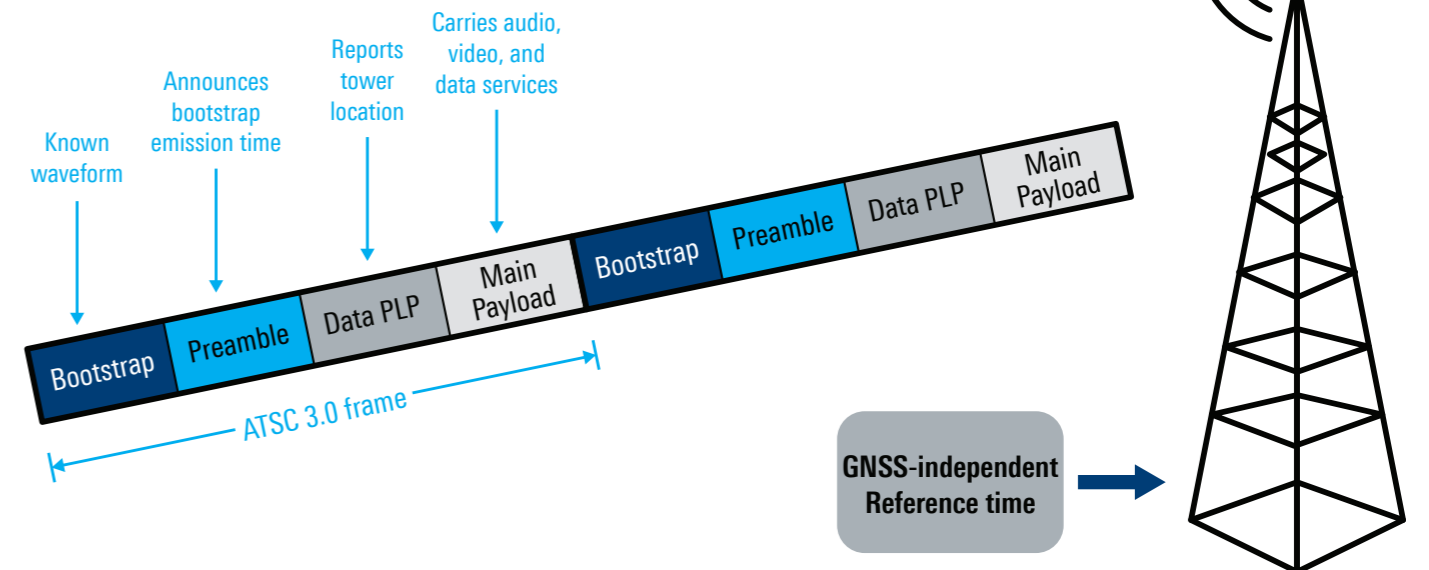 Known
waveform
Announces
bootstrap
emission time
Reports
tower
location
Carries audio,
video, and
data services
Bootstrap
Preamble
Data PLP
Main
Payload
Bootstrap
Preamble
Data PLP
Main
Payload
ATSC 3.0 frame
GNSS-independent
Reference time